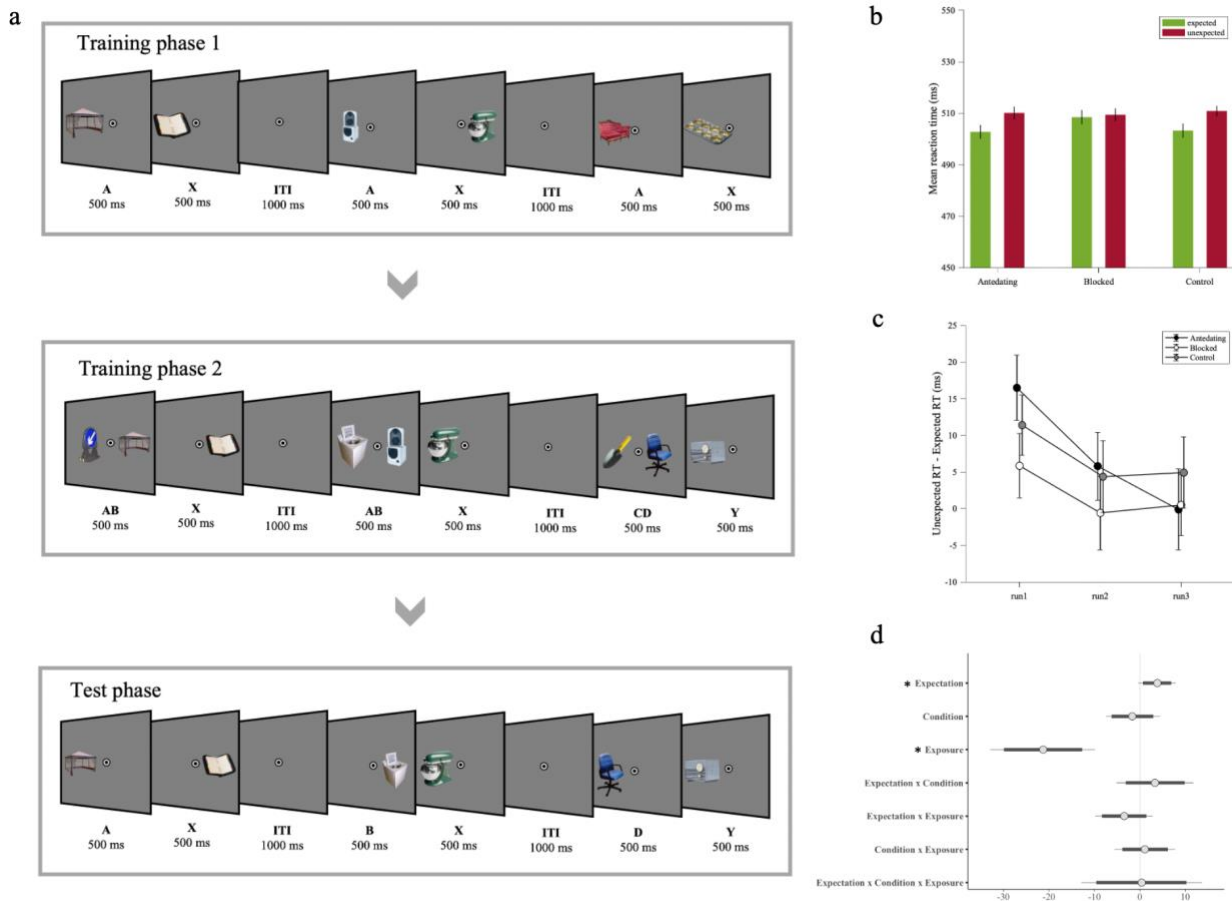 a
Training phase 1
A X ITI A X ITI A X
500 ms 500 ms 1000 ms 500 ms 500 ms 1000 ms 500 ms 500 ms
Training phase 2
AB X ITI AB X ITI CD Y
500 ms 500 ms 1000 ms 500 ms 500 ms 1000 ms 500 ms 500 ms
Test phase
A X ITI B X ITI D Y
500 ms 500 ms 1000 ms 500 ms 500 ms 1000 ms 500 ms 500 ms
b
expected
unexpected
Mean reaction time (ms)
550
530
510
490
470
450
Antedating Blocked Control
c
Antedating
Blocked
Control
Unexpected RT - Expected RT (ms)
25
20
15
10
5
0
-5
-10
run1 run2 run3
d
* Expectation
Condition
* Exposure
Expectation x Condition
Expectation x Exposure
Condition x Exposure
Expectation x Condition x Exposure
-30 -20 -10 0 10